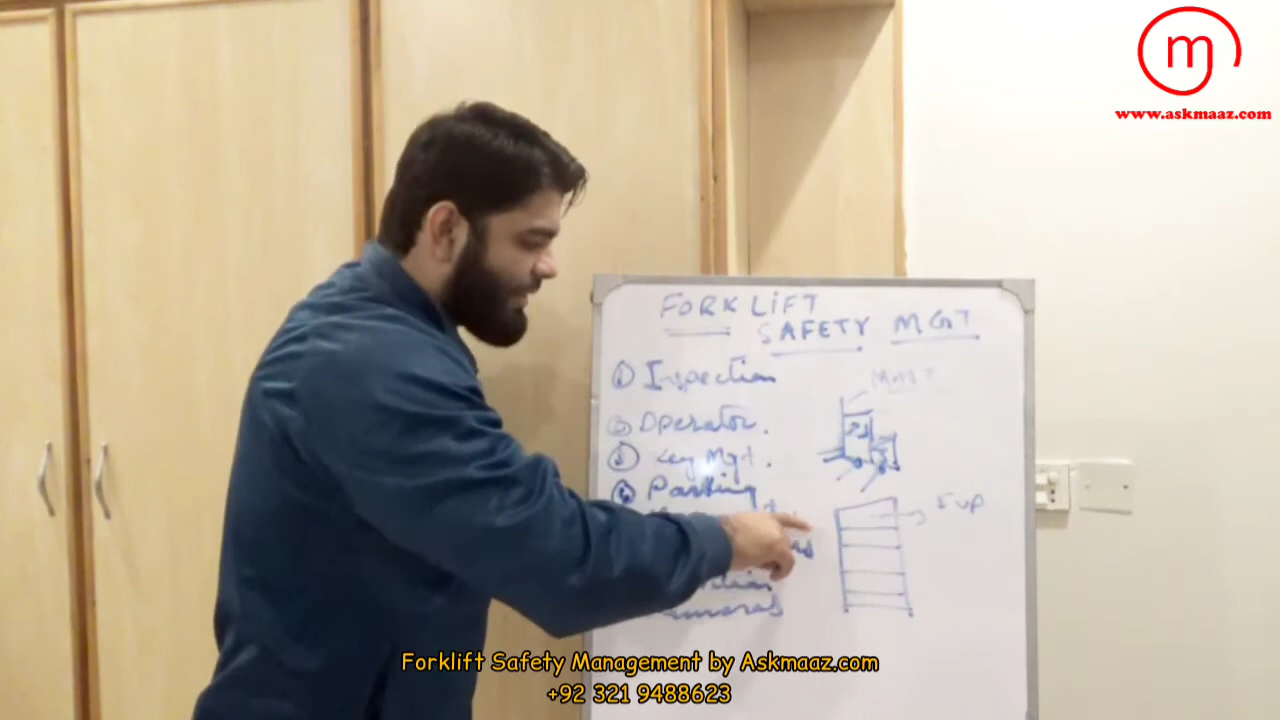 m
www.askmaaz.com
FORKLIFT
SAFETY MGT
① Inspection
Mast
② Operator.
③ Key Mgt.
④ Parking
5 up
Forklift Safety Management by Askmaaz.com
+92 321 9488623